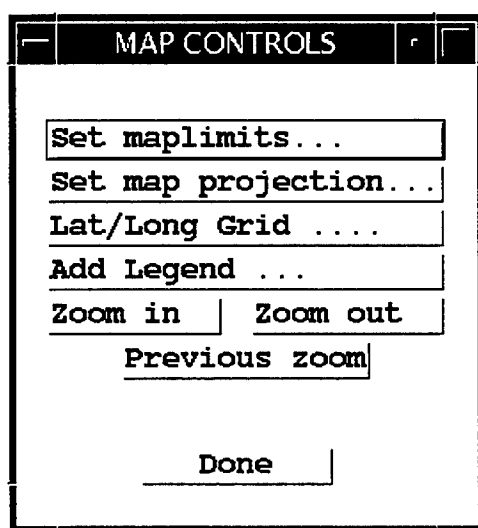 MAP CONTROLS
Set maplimits...
Set map projection...
Lat/Long Grid ....
Add Legend ...
Zoom in Zoom out
Previous zoom
Done